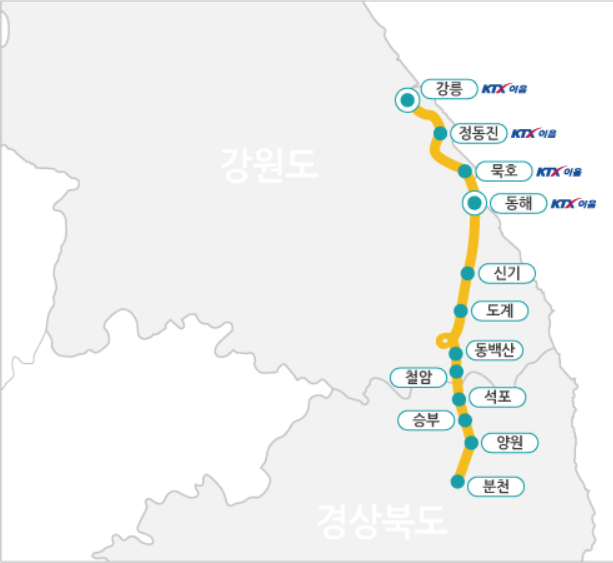 강릉 KTX 이음
정동진 KTX 이음
강원도
묵호 KTX 이음
동해 KTX 이음
신기
도계
동백산
철암
석포
승부
양원
분천
경상북도